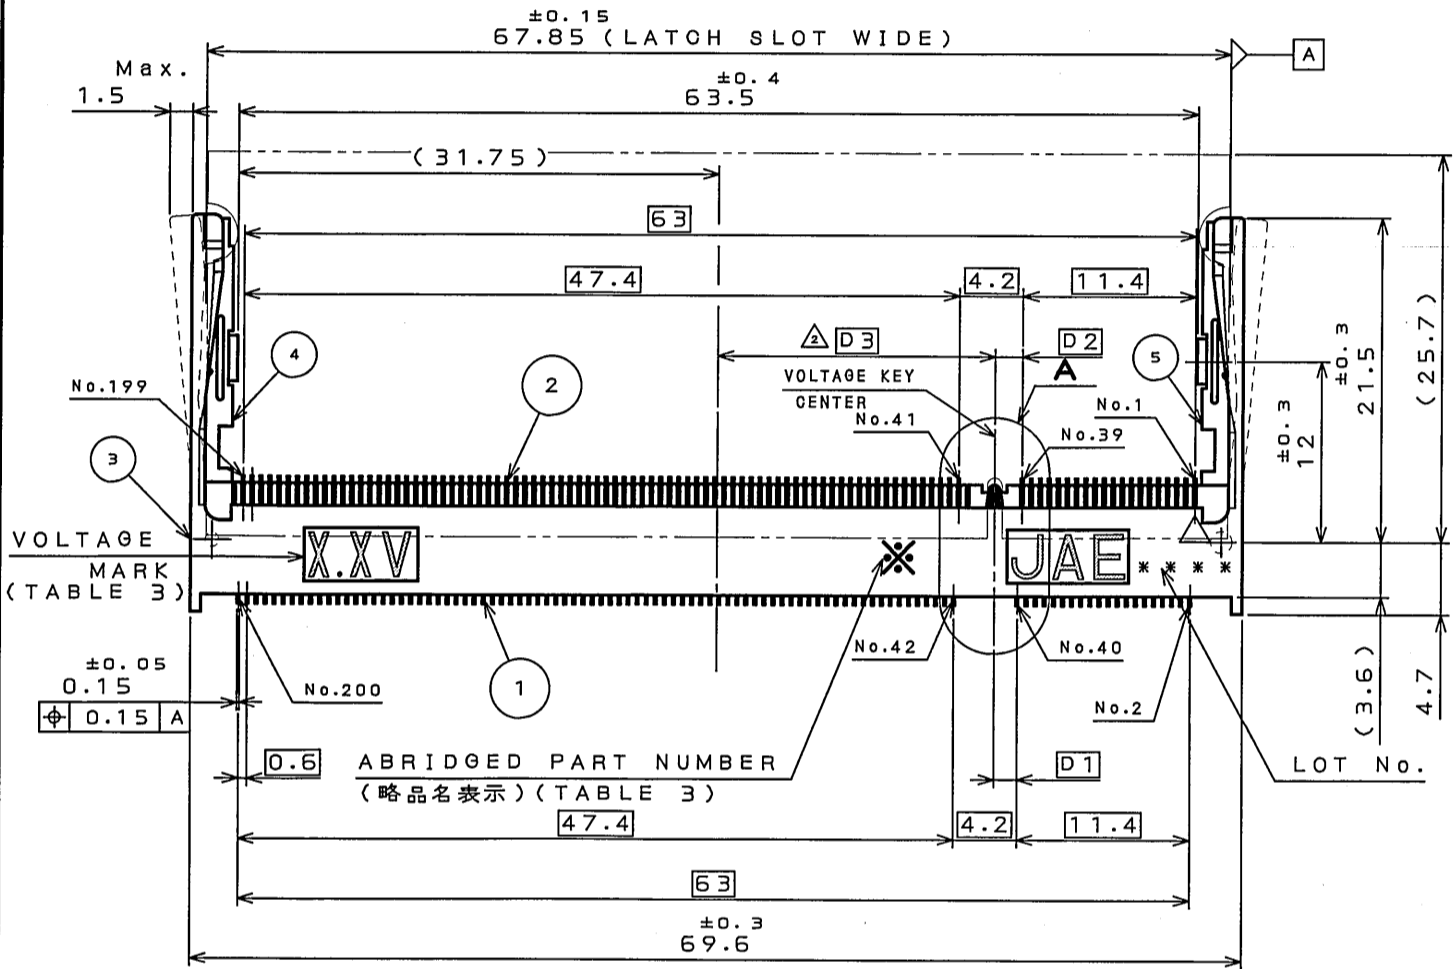 ±0.15
67.85 (LATCH SLOT WIDE)
A
Max.
1.5
±0.4
63.5
(31.75)
63
47.4
4.2
11.4
2 D3
D2
A
VOLTAGE KEY
CENTER
No.199
4
2
5
No.41
No.39
No.1
3
±0.3
12
±0.3
21.5
(25.7)
VOLTAGE
MARK
(TABLE 3)
X.XV
※
JAE
* * * *
No.42
No.40
No.2
±0.05
0.15
⌖ 0.15 A
No.200
1
(3.6)
4.7
0.6
ABRIDGED PART NUMBER
(略品名表示)(TABLE 3)
D1
LOT No.
47.4
4.2
11.4
63
±0.3
69.6